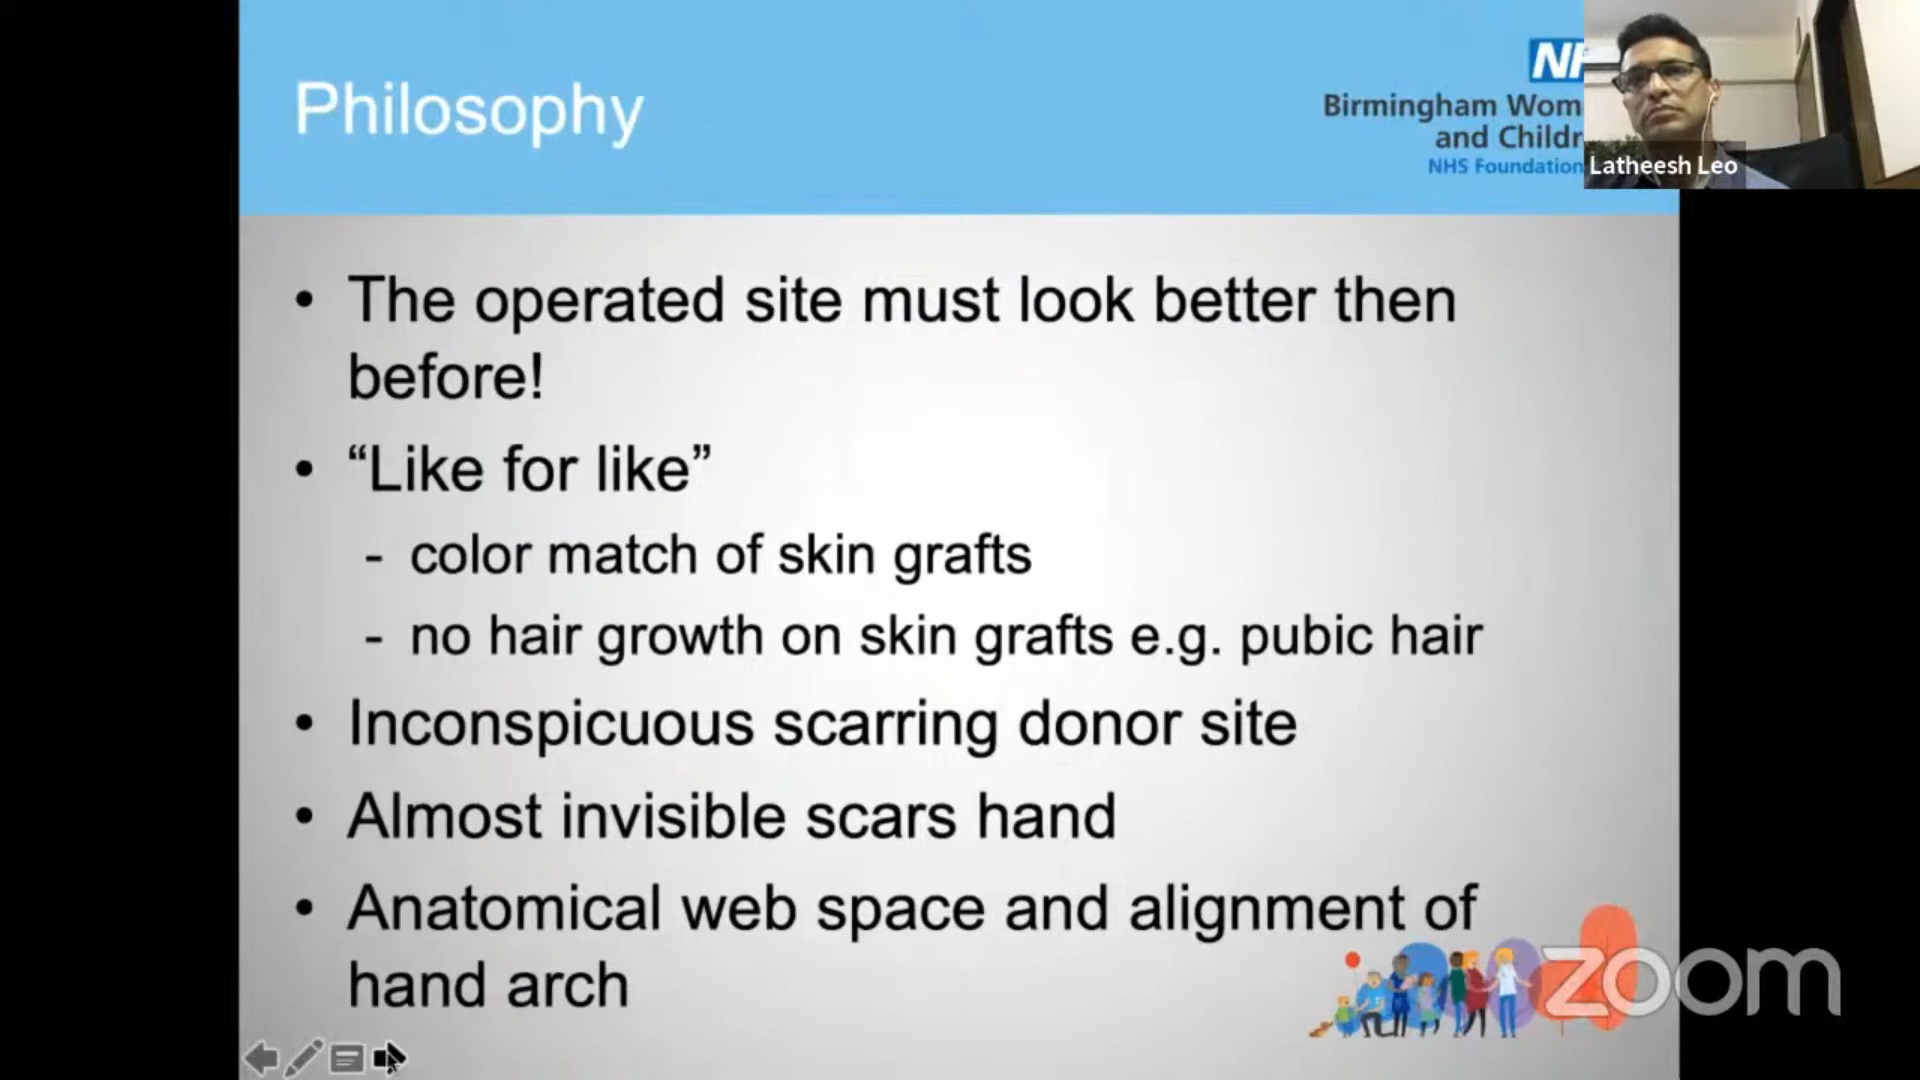 Philosophy
Birmingham
and
NHS Foundation
Latheesh Leo
• The operated site must look better then
before!
• “Like for like”
- color match of skin grafts
- no hair growth on skin grafts e.g. pubic hair
• Inconspicuous scarring donor site
• Almost invisible scars hand
• Anatomical web space and alignment of
hand arch
zoom